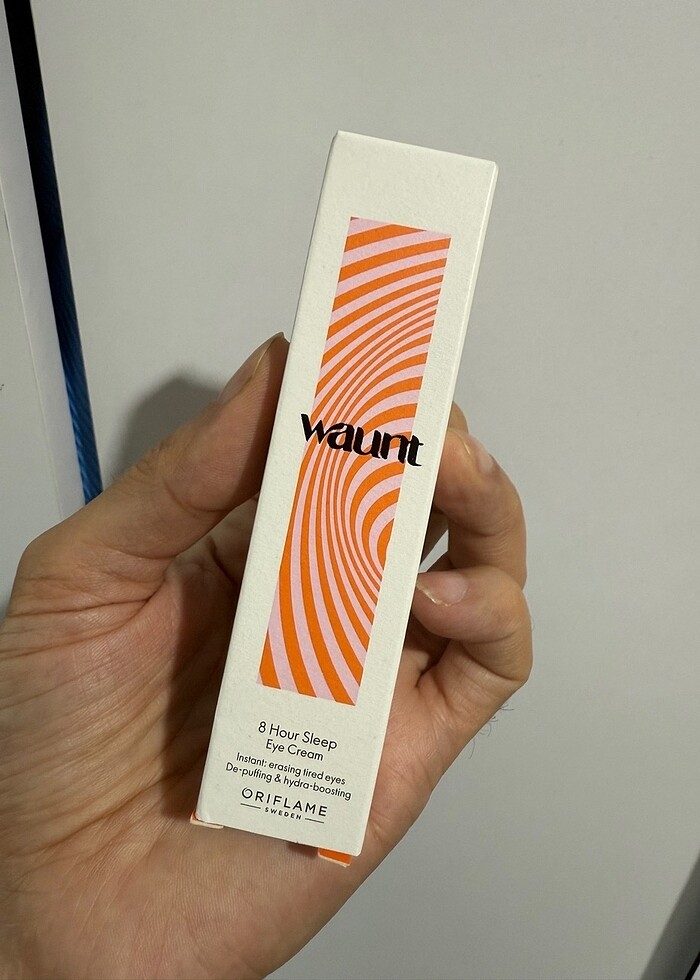 waunt
8 Hour Sleep
Eye Cream
Instant: erasing tired eyes
De-puffing & hydra-boosting
ORIFLAME
SWEDEN